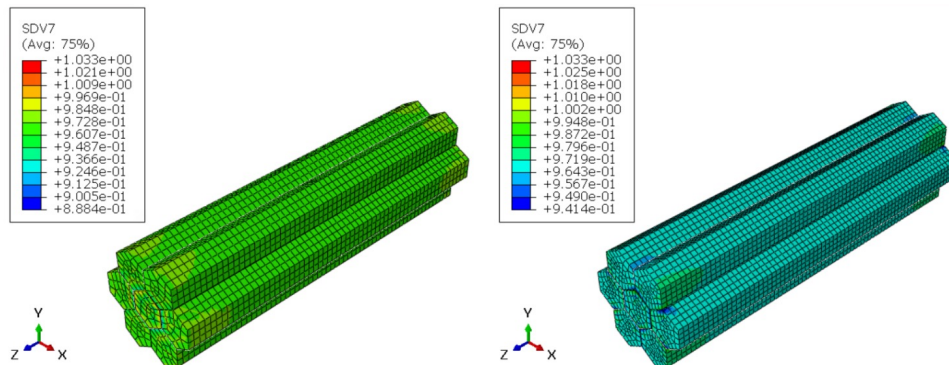 SDV7
(Avg: 75%)
+1.033e+00
+1.021e+00
+1.009e+00
+9.969e-01
+9.848e-01
+9.728e-01
+9.607e-01
+9.487e-01
+9.366e-01
+9.246e-01
+9.125e-01
+9.005e-01
+8.884e-01
Y
Z
X
SDV7
(Avg: 75%)
+1.033e+00
+1.025e+00
+1.018e+00
+1.010e+00
+1.002e+00
+9.948e-01
+9.872e-01
+9.796e-01
+9.719e-01
+9.643e-01
+9.567e-01
+9.490e-01
+9.414e-01
Y
Z
X